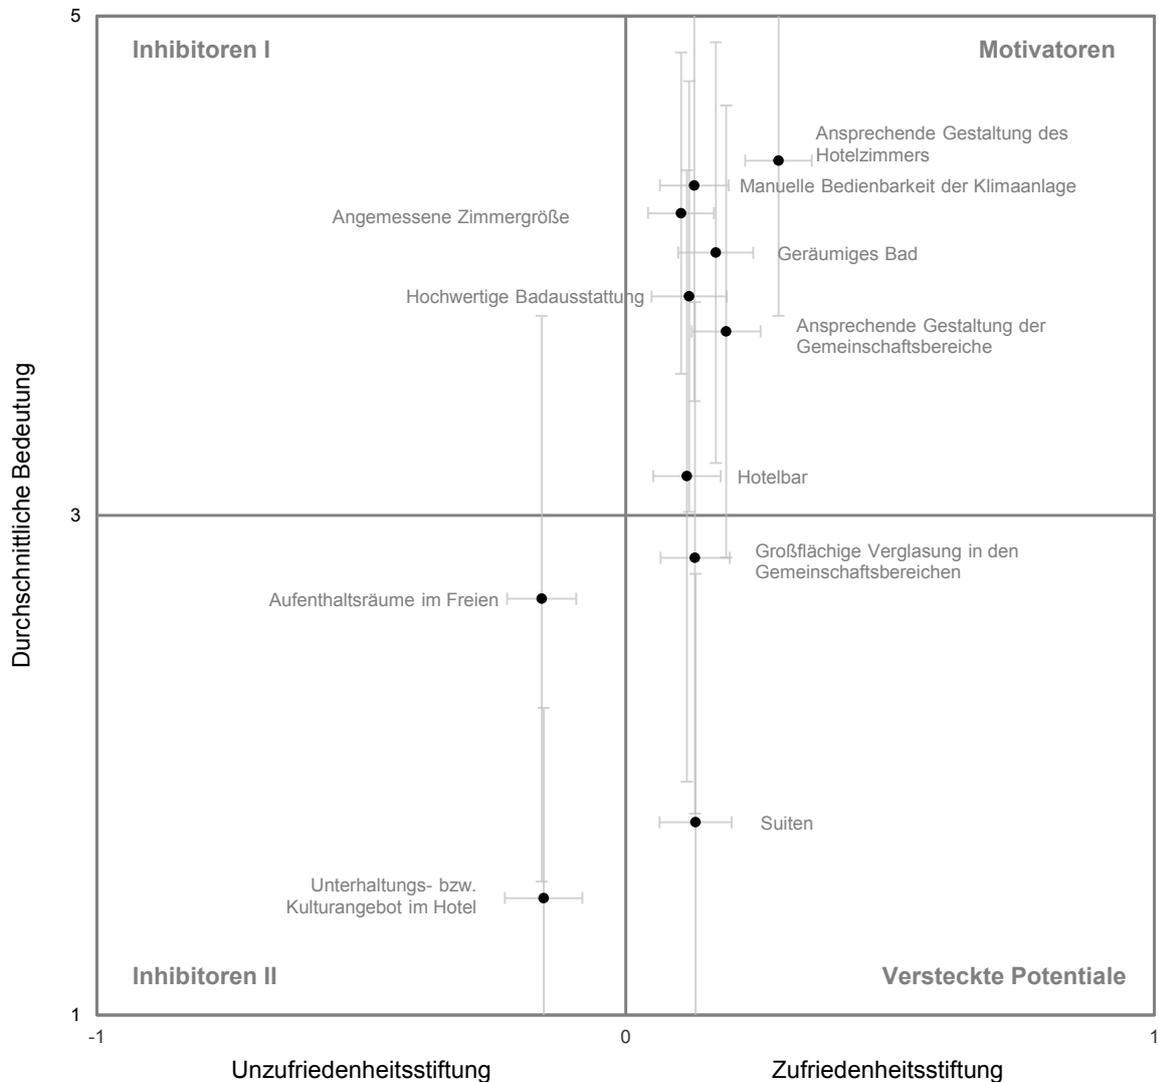 5
Inhibitoren I
Motivatoren
Ansprechende Gestaltung des
Hotelzimmers
Manuelle Bedienbarkeit der Klimaanlage
Angemessene Zimmergröße
Geräumiges Bad
Hochwertige Badausstattung
Ansprechende Gestaltung der
Gemeinschaftsbereiche
Durchschnittliche Bedeutung
Hotelbar
3
Großflächige Verglasung in den
Gemeinschaftsbereichen
Aufenthaltsräume im Freien
Suiten
Unterhaltungs- bzw.
Kulturangebot im Hotel
Inhibitoren II
Versteckte Potentiale
1
-1
0
1
Unzufriedenheitsstiftung
Zufriedenheitsstiftung